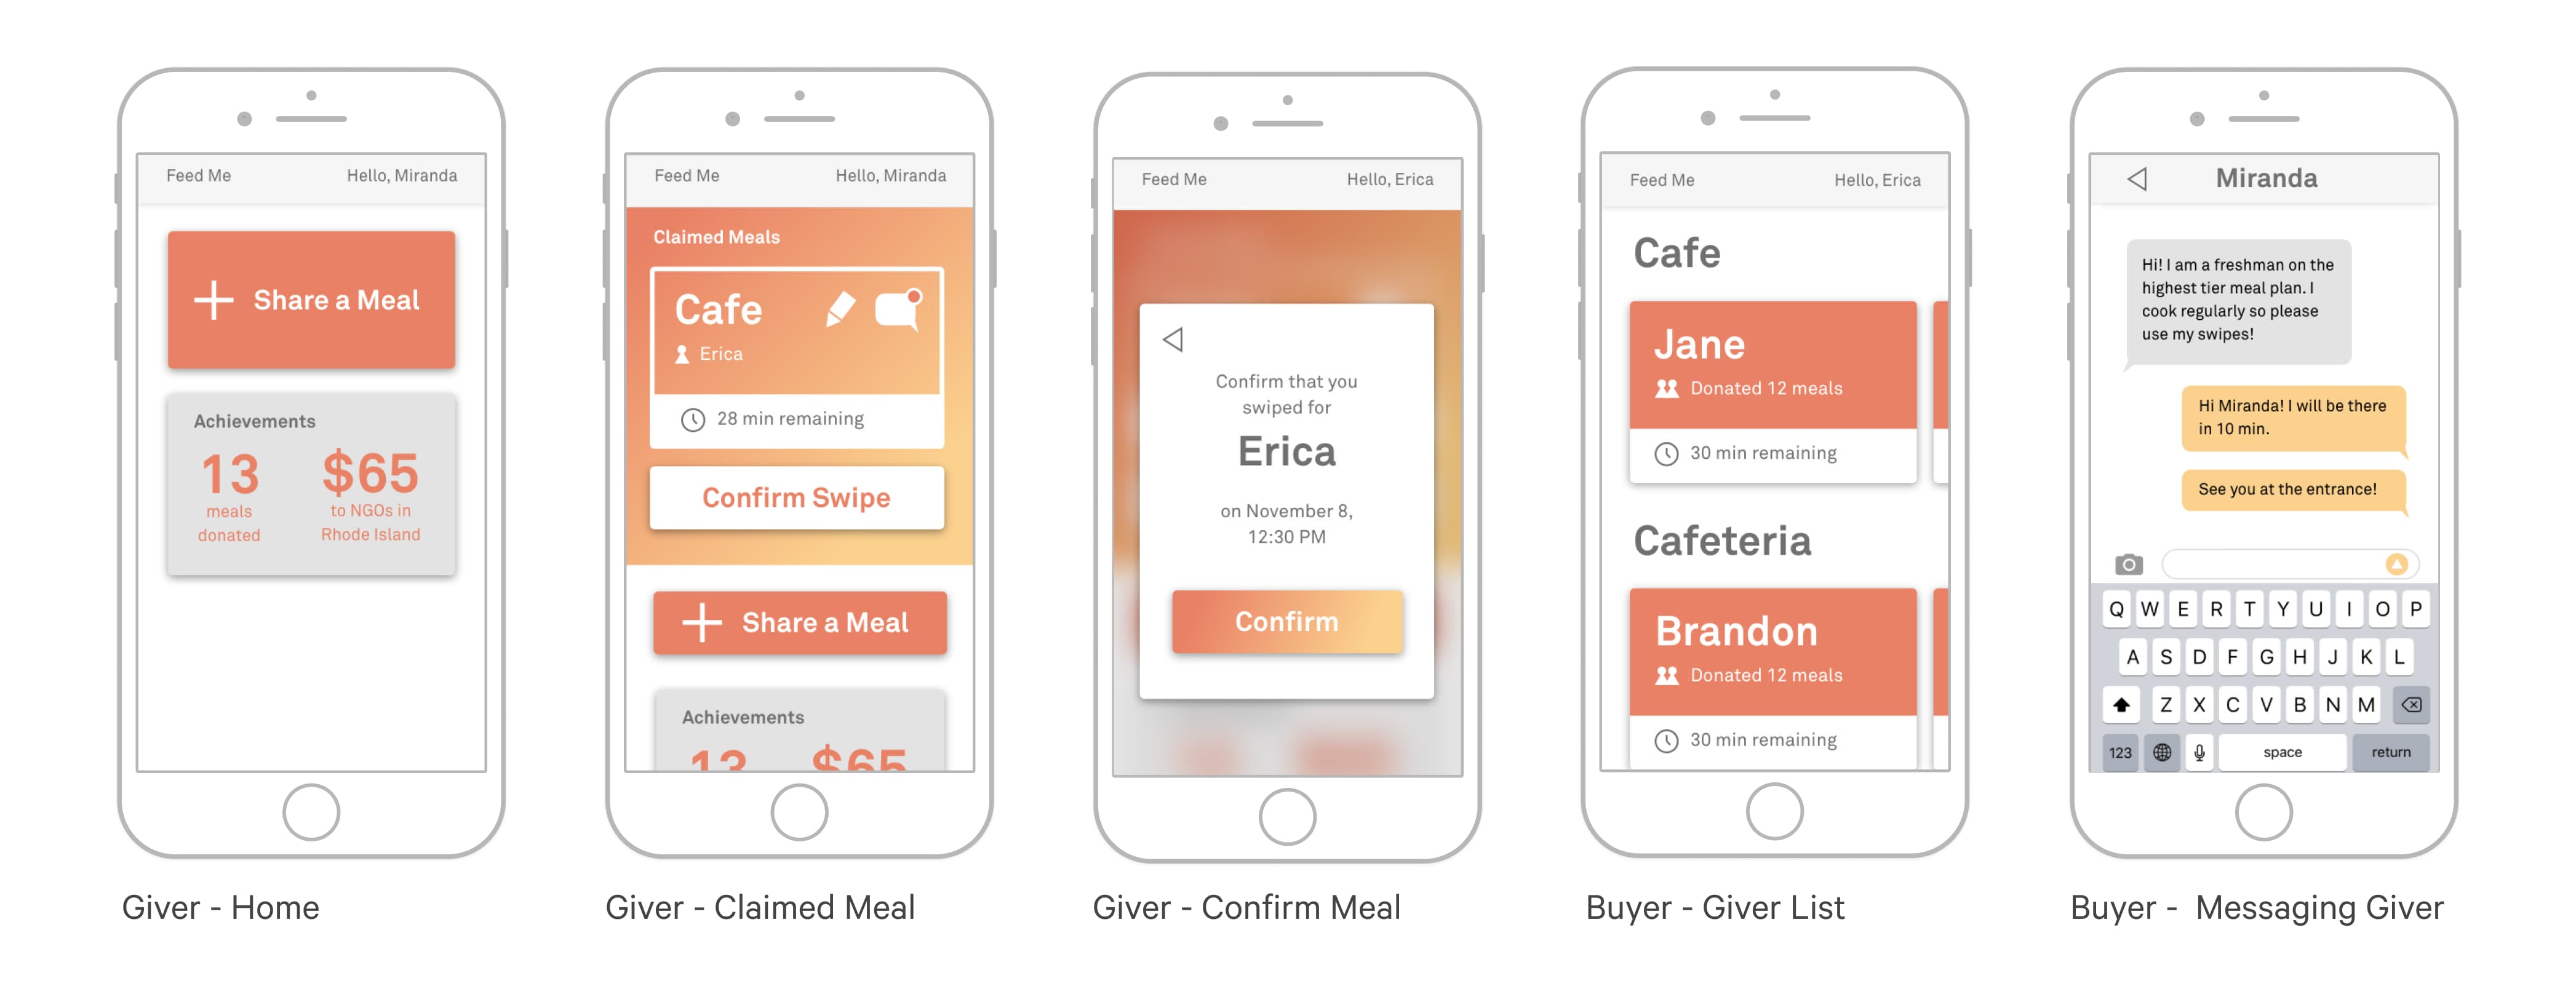 Feed Me Hello, Miranda
Share a Meal
Achievements
13 $65
meals to NGOs in
donated Rhode Island
Giver - Home
Feed Me Hello, Miranda
Claimed Meals
Cafe
Erica
28 min remaining
Confirm Swipe
Share a Meal
Achievements
13 $65
Giver - Claimed Meal
Feed Me Hello, Erica
Confirm that you
swiped for
Erica
on November 8,
12:30 PM
Confirm
Giver - Confirm Meal
Feed Me Hello, Erica
Cafe
Jane
Donated 12 meals
30 min remaining
Cafeteria
Brandon
Donated 12 meals
30 min remaining
Buyer - Giver List
Miranda
Hi! I am a freshman on the
highest tier meal plan. I
cook regularly so please
use my swipes!
Hi Miranda! I will be there
in 10 min.
See you at the entrance!
Q W E R T Y U I O P
A S D F G H J K L
Z X C V B N M
123 space return
Buyer - Messaging Giver